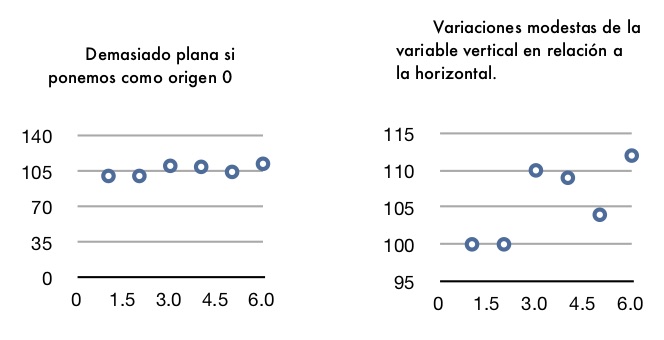 Demasiado plana si
ponemos como origen 0
140
105
70
35
0
0 1.5 3.0 4.5 6.0
Variaciones modestas de la
variable vertical en relación a
la horizontal.
115
110
105
100
95
0 1.5 3.0 4.5 6.0